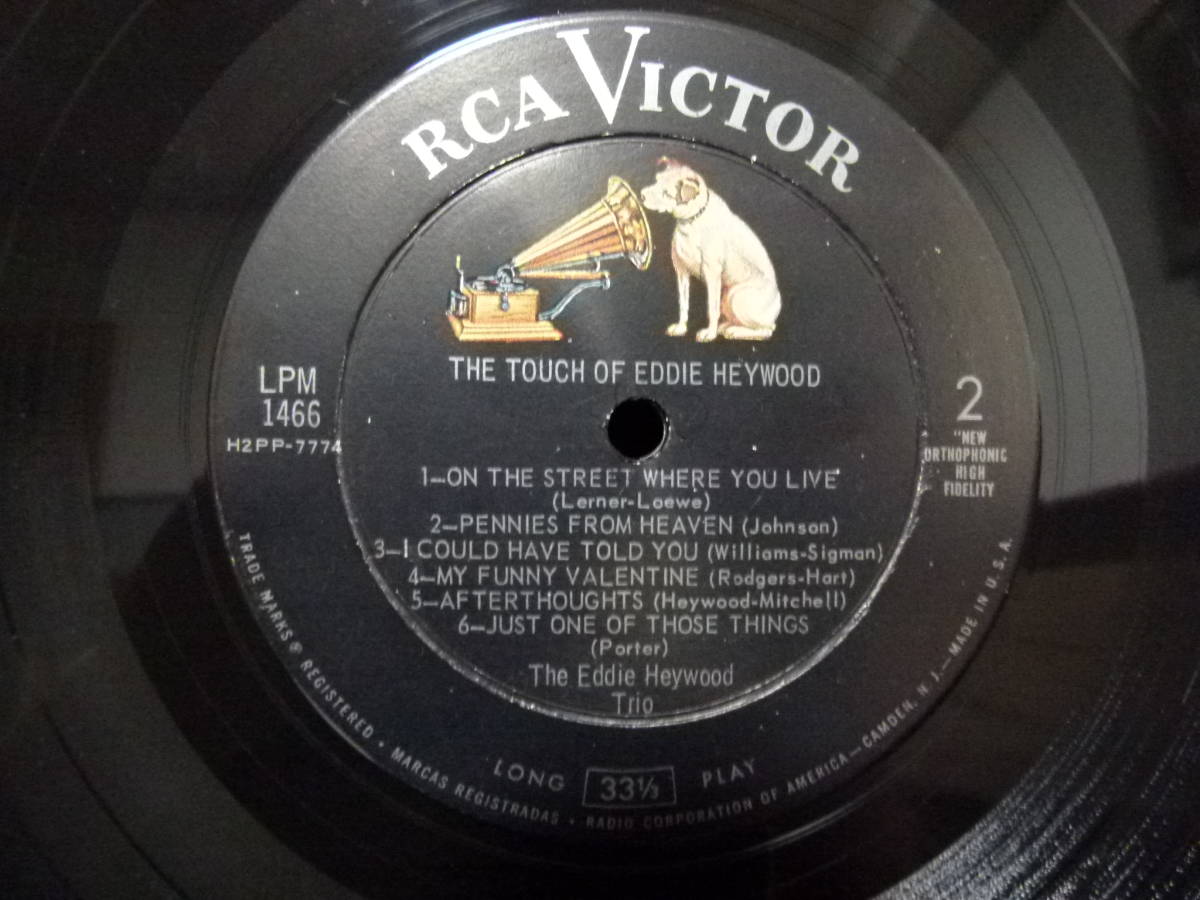 RCA VICTOR
THE TOUCH OF EDDIE HEYWOOD
LPM
1466
H2PP-7774
2
"NEW
ORTHOPHONIC
HIGH
FIDELITY
1—ON THE STREET WHERE YOU LIVE
(Lerner-Loewe)
2—PENNIES FROM HEAVEN (Johnson)
3—I COULD HAVE TOLD YOU (Williams-Sigman)
4—MY FUNNY VALENTINE (Rodgers-Hart)
5—AFTERTHOUGHTS (Heywood-Mitchell)
6—JUST ONE OF THOSE THINGS
(Porter)
The Eddie Heywood
Trio
LONG 33⅓ PLAY
TRADE MARKS ® REGISTERED • MARCAS REGISTRADAS • RADIO CORPORATION OF AMERICA—CAMDEN, N. J.—MADE IN U. S. A.